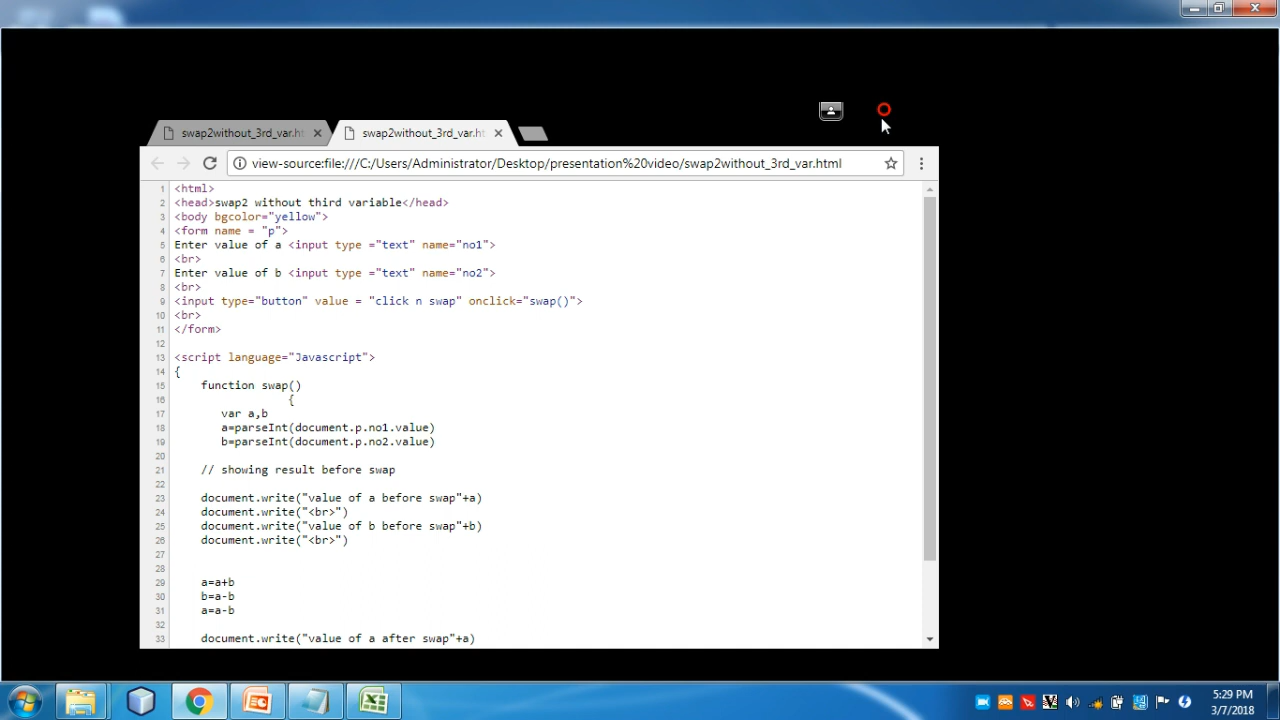 swap2without_3rd_var.ht
swap2without_3rd_var.ht
view-source:file:///C:/Users/Administrator/Desktop/presentation%20video/swap2without_3rd_var.html
1 <html>
2 <head>swap2 without third variable</head>
3 <body bgcolor="yellow">
4 <form name = "p">
5 Enter value of a <input type ="text" name="no1">
6 <br>
7 Enter value of b <input type ="text" name="no2">
8 <br>
9 <input type="button" value = "click n swap" onclick="swap()">
10 <br>
11 </form>
12
13 <script language="Javascript">
14 {
15 function swap()
16 {
17 var a,b
18 a=parseInt(document.p.no1.value)
19 b=parseInt(document.p.no2.value)
20
21 // showing result before swap
22
23 document.write("value of a before swap"+a)
24 document.write("<br>")
25 document.write("value of b before swap"+b)
26 document.write("<br>")
27
28
29 a=a+b
30 b=a-b
31 a=a-b
32
33 document.write("value of a after swap"+a)
5:29 PM
3/7/2018